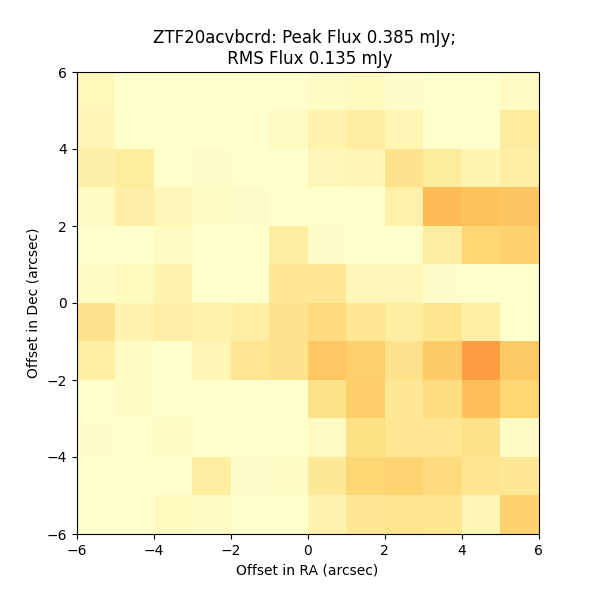 ZTF20acvbcrd: Peak Flux 0.385 mJy;
RMS Flux 0.135 mJy
6
4
2
0
−2
−4
−6
Offset in Dec (arcsec)
−6 −4 −2 0 2 4 6
Offset in RA (arcsec)